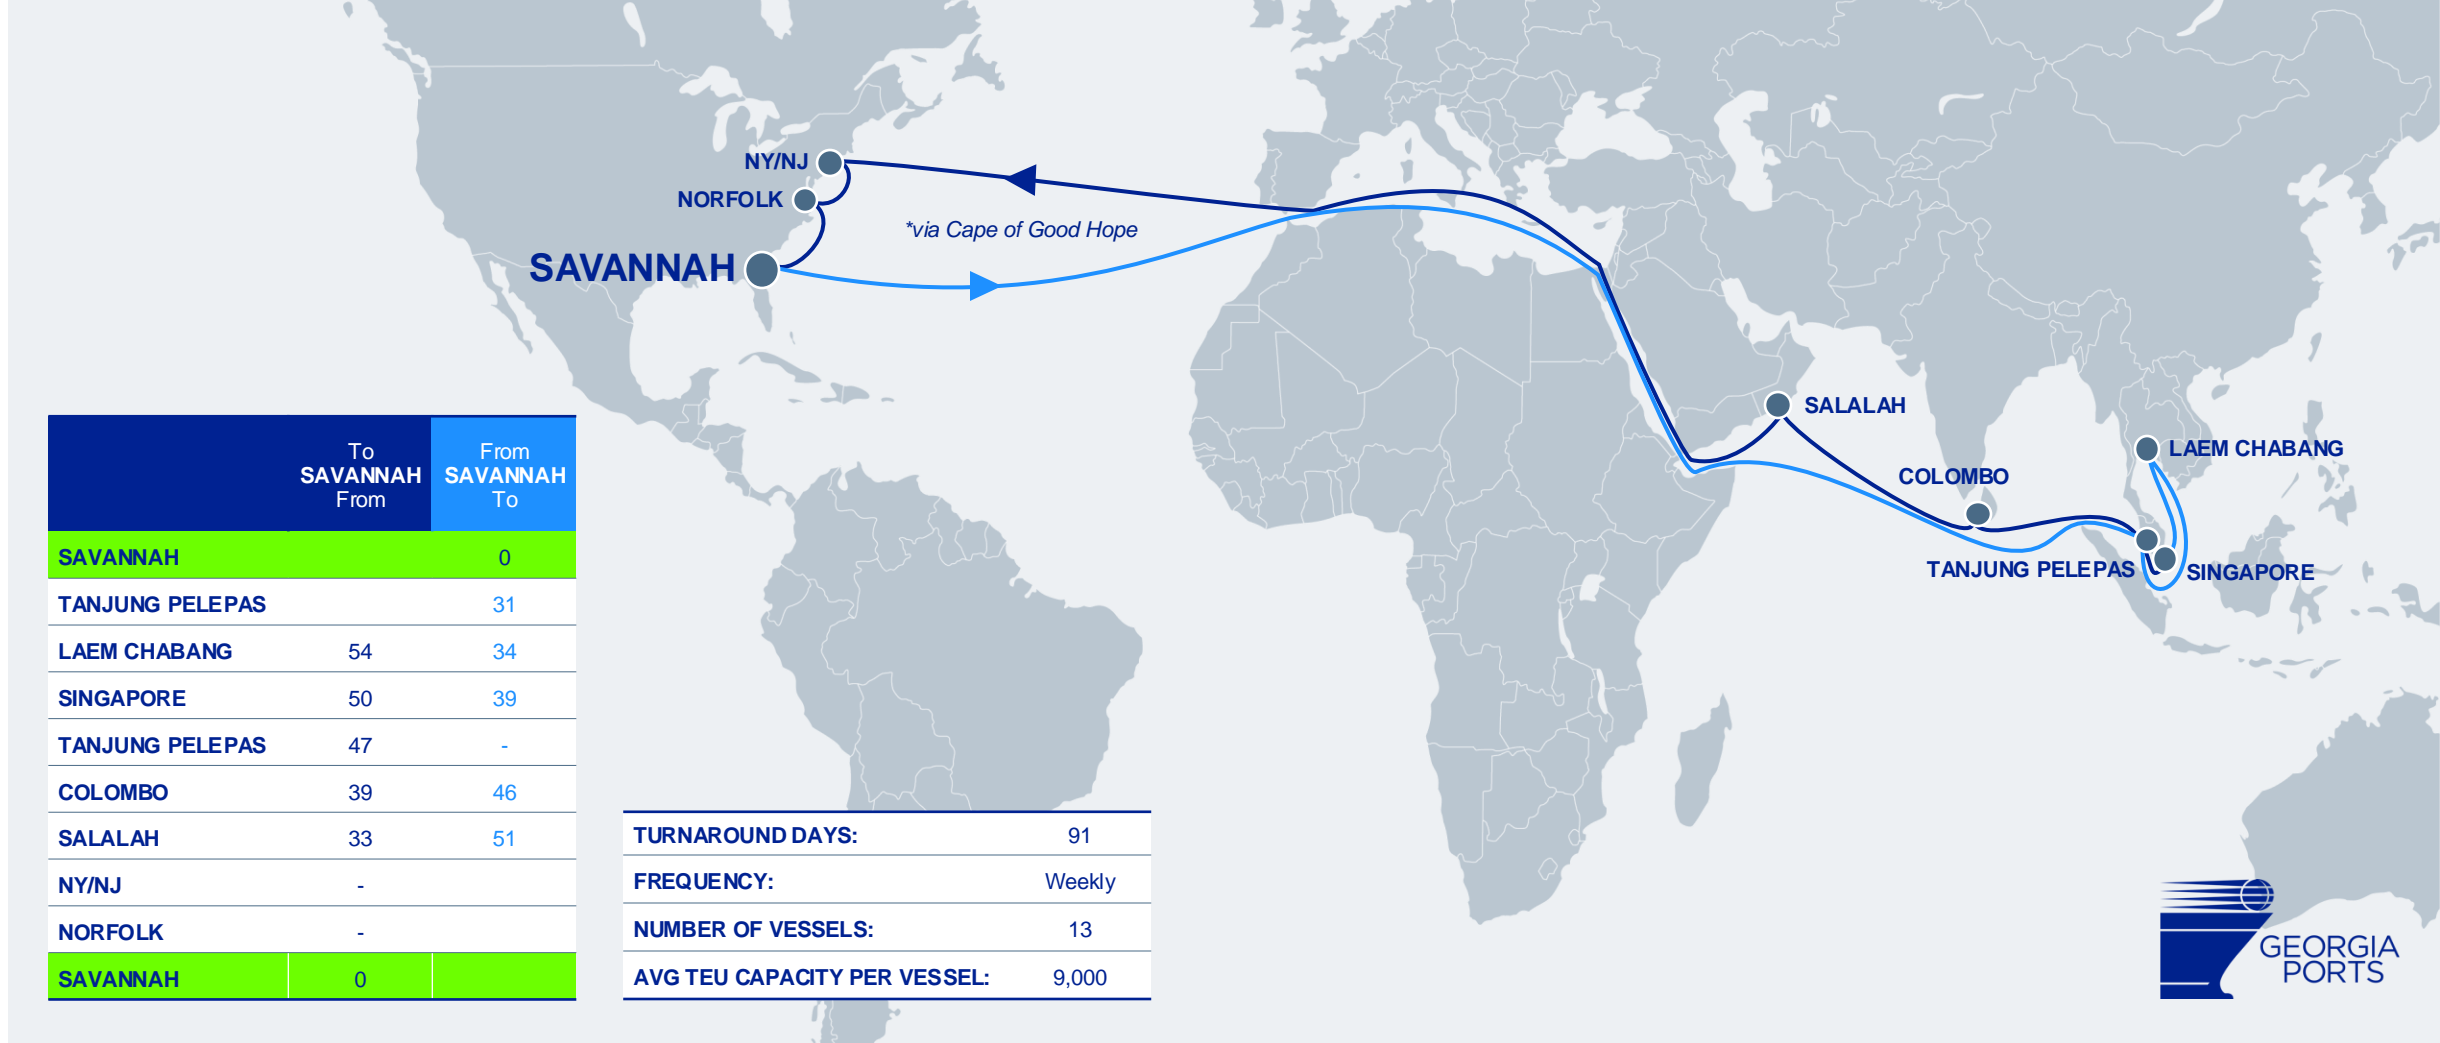 NY/NJ
NORFOLK
*via Cape of Good Hope
SAVANNAH
SALALAH
LAEM CHABANG
COLOMBO
TANJUNG PELEPAS
SINGAPORE
To SAVANNAH From From SAVANNAH To
SAVANNAH 0
TANJUNG PELEPAS 31
LAEM CHABANG 54 34
SINGAPORE 50 39
TANJUNG PELEPAS 47 -
COLOMBO 39 46
SALALAH 33 51
NY/NJ -
NORFOLK -
SAVANNAH 0
TURNAROUND DAYS: 91
FREQUENCY: Weekly
NUMBER OF VESSELS: 13
AVG TEU CAPACITY PER VESSEL: 9,000
GEORGIA
PORTS